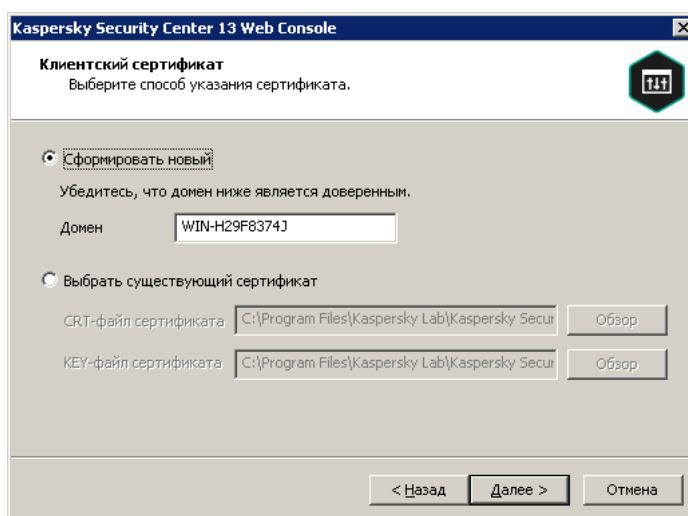 Kaspersky Security Center 13 Web Console
Клиентский сертификат
Выберите способ указания сертификата.
Сформировать новый
Убедитесь, что домен ниже является доверенным.
Домен WIN-H29F8374J
Выбрать существующий сертификат
CRT-файл сертификата C:\Program Files\Kaspersky Lab\Kaspersky Secur Обзор
KEY-файл сертификата C:\Program Files\Kaspersky Lab\Kaspersky Secur Обзор
< Назад Далее > Отмена